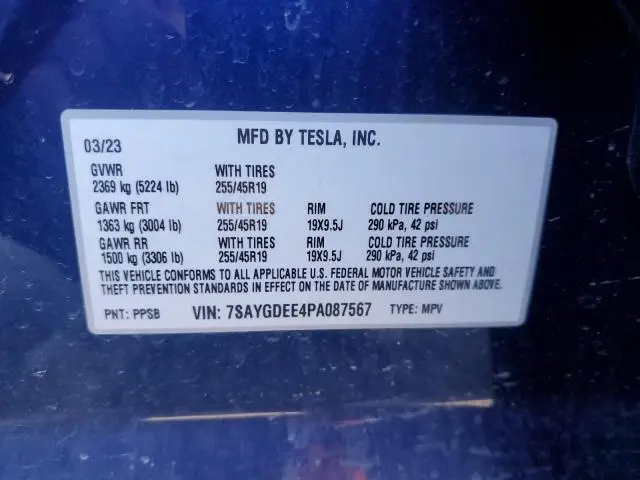 03/23 MFD BY TESLA, INC.
GVWR WITH TIRES
2369 kg (5224 lb) 255/45R19
GAWR FRT WITH TIRES RIM COLD TIRE PRESSURE
1363 kg (3004 lb) 255/45R19 19X9.5J 290 kPa, 42 psi
GAWR RR WITH TIRES RIM COLD TIRE PRESSURE
1500 kg (3306 lb) 255/45R19 19X9.5J 290 kPa, 42 psi
THIS VEHICLE CONFORMS TO ALL APPLICABLE U.S. FEDERAL MOTOR VEHICLE SAFETY AND
THEFT PREVENTION STANDARDS IN EFFECT ON THE DATE OF MANUFACTURE SHOWN ABOVE.
PNT: PPSB VIN: 7SAYGDEE4PA087567 TYPE: MPV